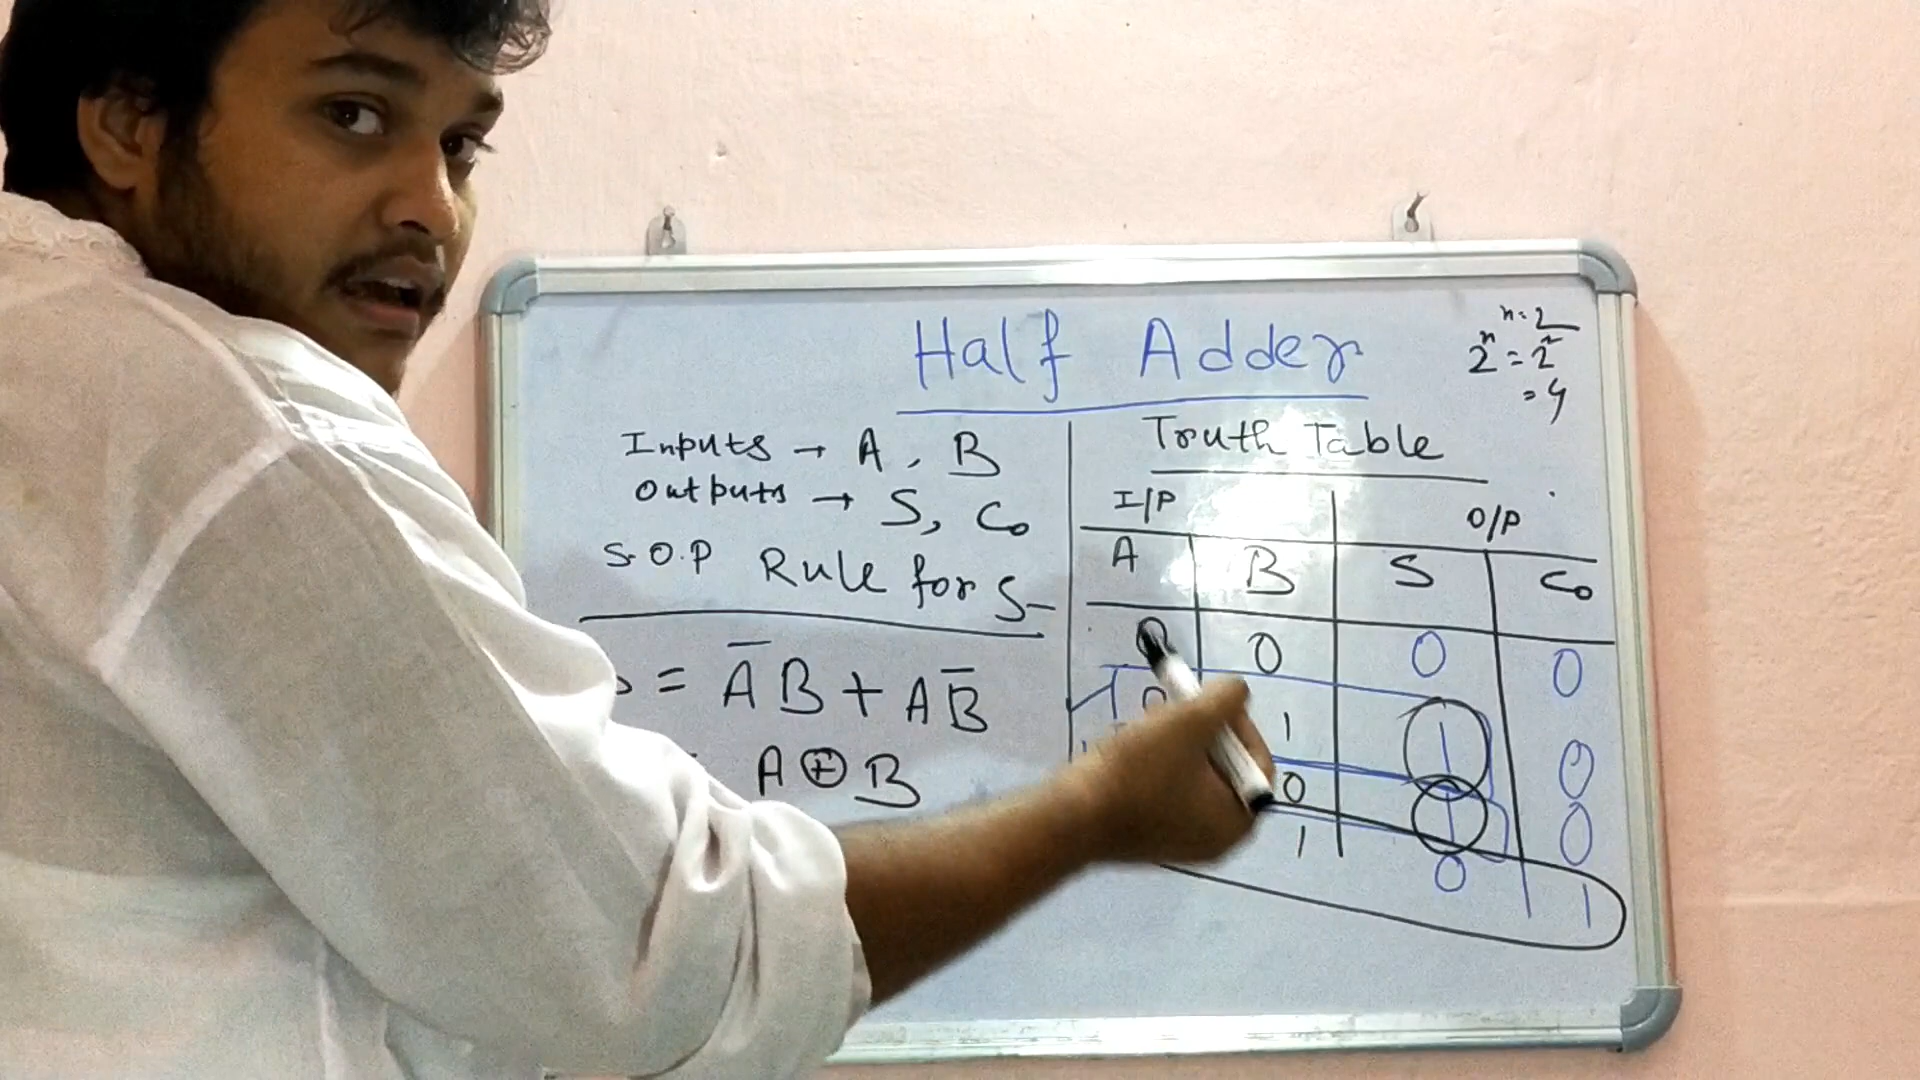 Half Adder
n=2
2ⁿ = 2²
= 4
Inputs → A, B
Outputs → S, C₀
S.O.P Rule for S-
= A̅B + AB̅
A ⊕ B
Truth Table
I/P O/P
A B S C₀
0 0 0 0
0 1 1 0
0 1 0
1 0 1